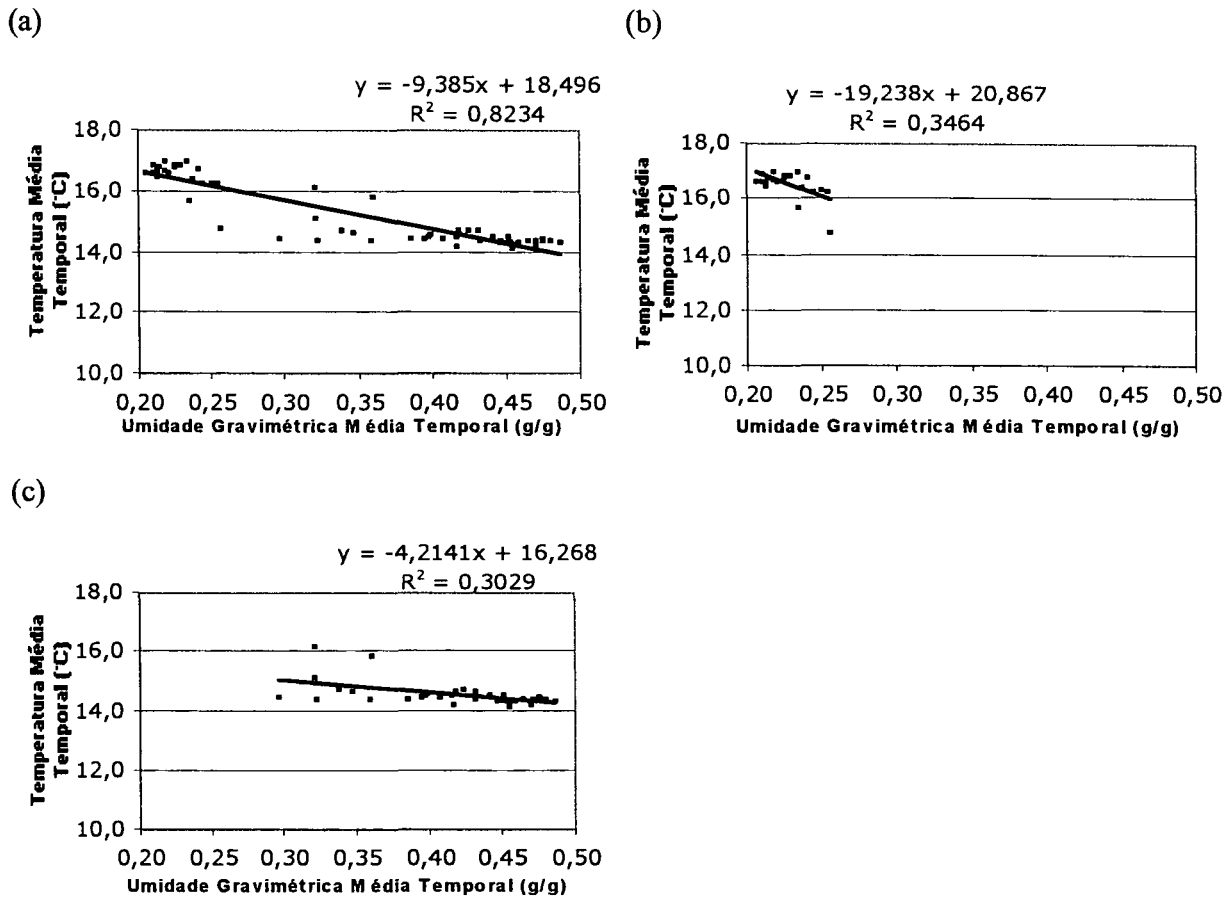 (a)
y = -9,385x + 18,496
R² = 0,8234
Temperatura Média
Temporal (°C)
18,0
16,0
14,0
12,0
10,0
0,20 0,25 0,30 0,35 0,40 0,45 0,50
Umidade Gravimétrica Média Temporal (g/g)
(b)
y = -19,238x + 20,867
R² = 0,3464
Temperatura Média
Temporal (°C)
18,0
16,0
14,0
12,0
10,0
0,20 0,25 0,30 0,35 0,40 0,45 0,50
Umidade Gravimétrica Média Temporal (g/g)
(c)
y = -4,2141x + 16,268
R² = 0,3029
Temperatura Média
Temporal (°C)
18,0
16,0
14,0
12,0
10,0
0,20 0,25 0,30 0,35 0,40 0,45 0,50
Umidade Gravimétrica Média Temporal (g/g)